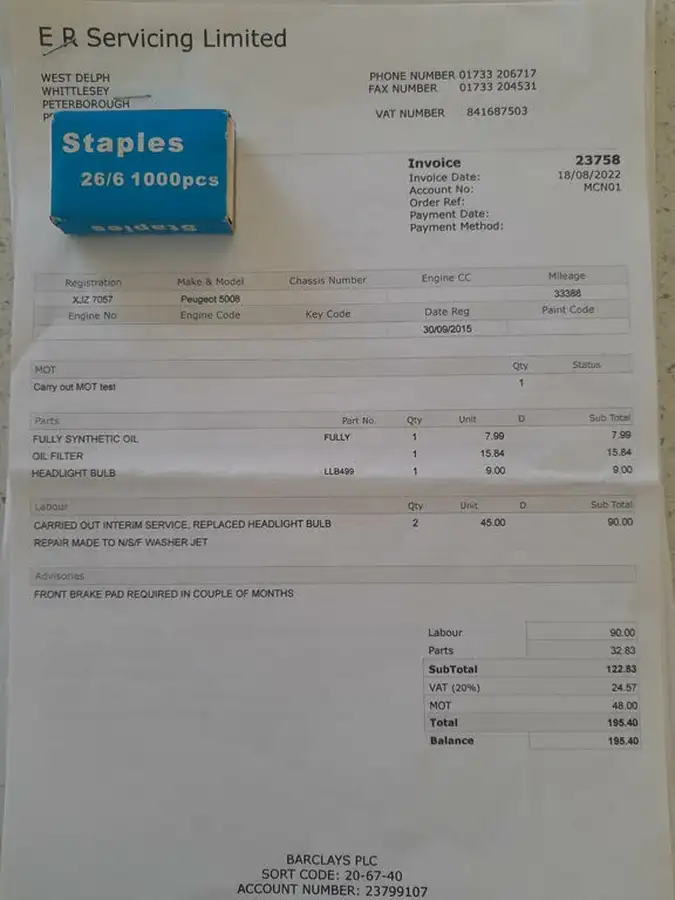 E R Servicing Limited
WEST DELPH
WHITTLESEY
PETERBOROUGH
PHONE NUMBER 01733 206717
FAX NUMBER 01733 204531
VAT NUMBER 841687503
Staples
26/6 1000pcs
Staples
Invoice 23758
Invoice Date: 18/08/2022
Account No: MCN01
Order Ref:
Payment Date:
Payment Method:
Registration Make & Model Chassis Number Engine CC Mileage
XJZ 7057 Peugeot 5008 33388
Engine No Engine Code Key Code Date Reg Paint Code
30/09/2015
MOT Qty Status
Carry out MOT test 1
Parts Part No. Qty Unit D Sub Total
FULLY SYNTHETIC OIL FULLY 1 7.99 7.99
OIL FILTER 1 15.84 15.84
HEADLIGHT BULB LLB499 1 9.00 9.00
Labour Qty Unit D Sub Total
CARRIED OUT INTERIM SERVICE, REPLACED HEADLIGHT BULB 2 45.00 90.00
REPAIR MADE TO N/S/F WASHER JET
Advisories
FRONT BRAKE PAD REQUIRED IN COUPLE OF MONTHS
Labour 90.00
Parts 32.83
SubTotal 122.83
VAT (20%) 24.57
MOT 48.00
Total 195.40
Balance 195.40
BARCLAYS PLC
SORT CODE: 20-67-40
ACCOUNT NUMBER: 23799107